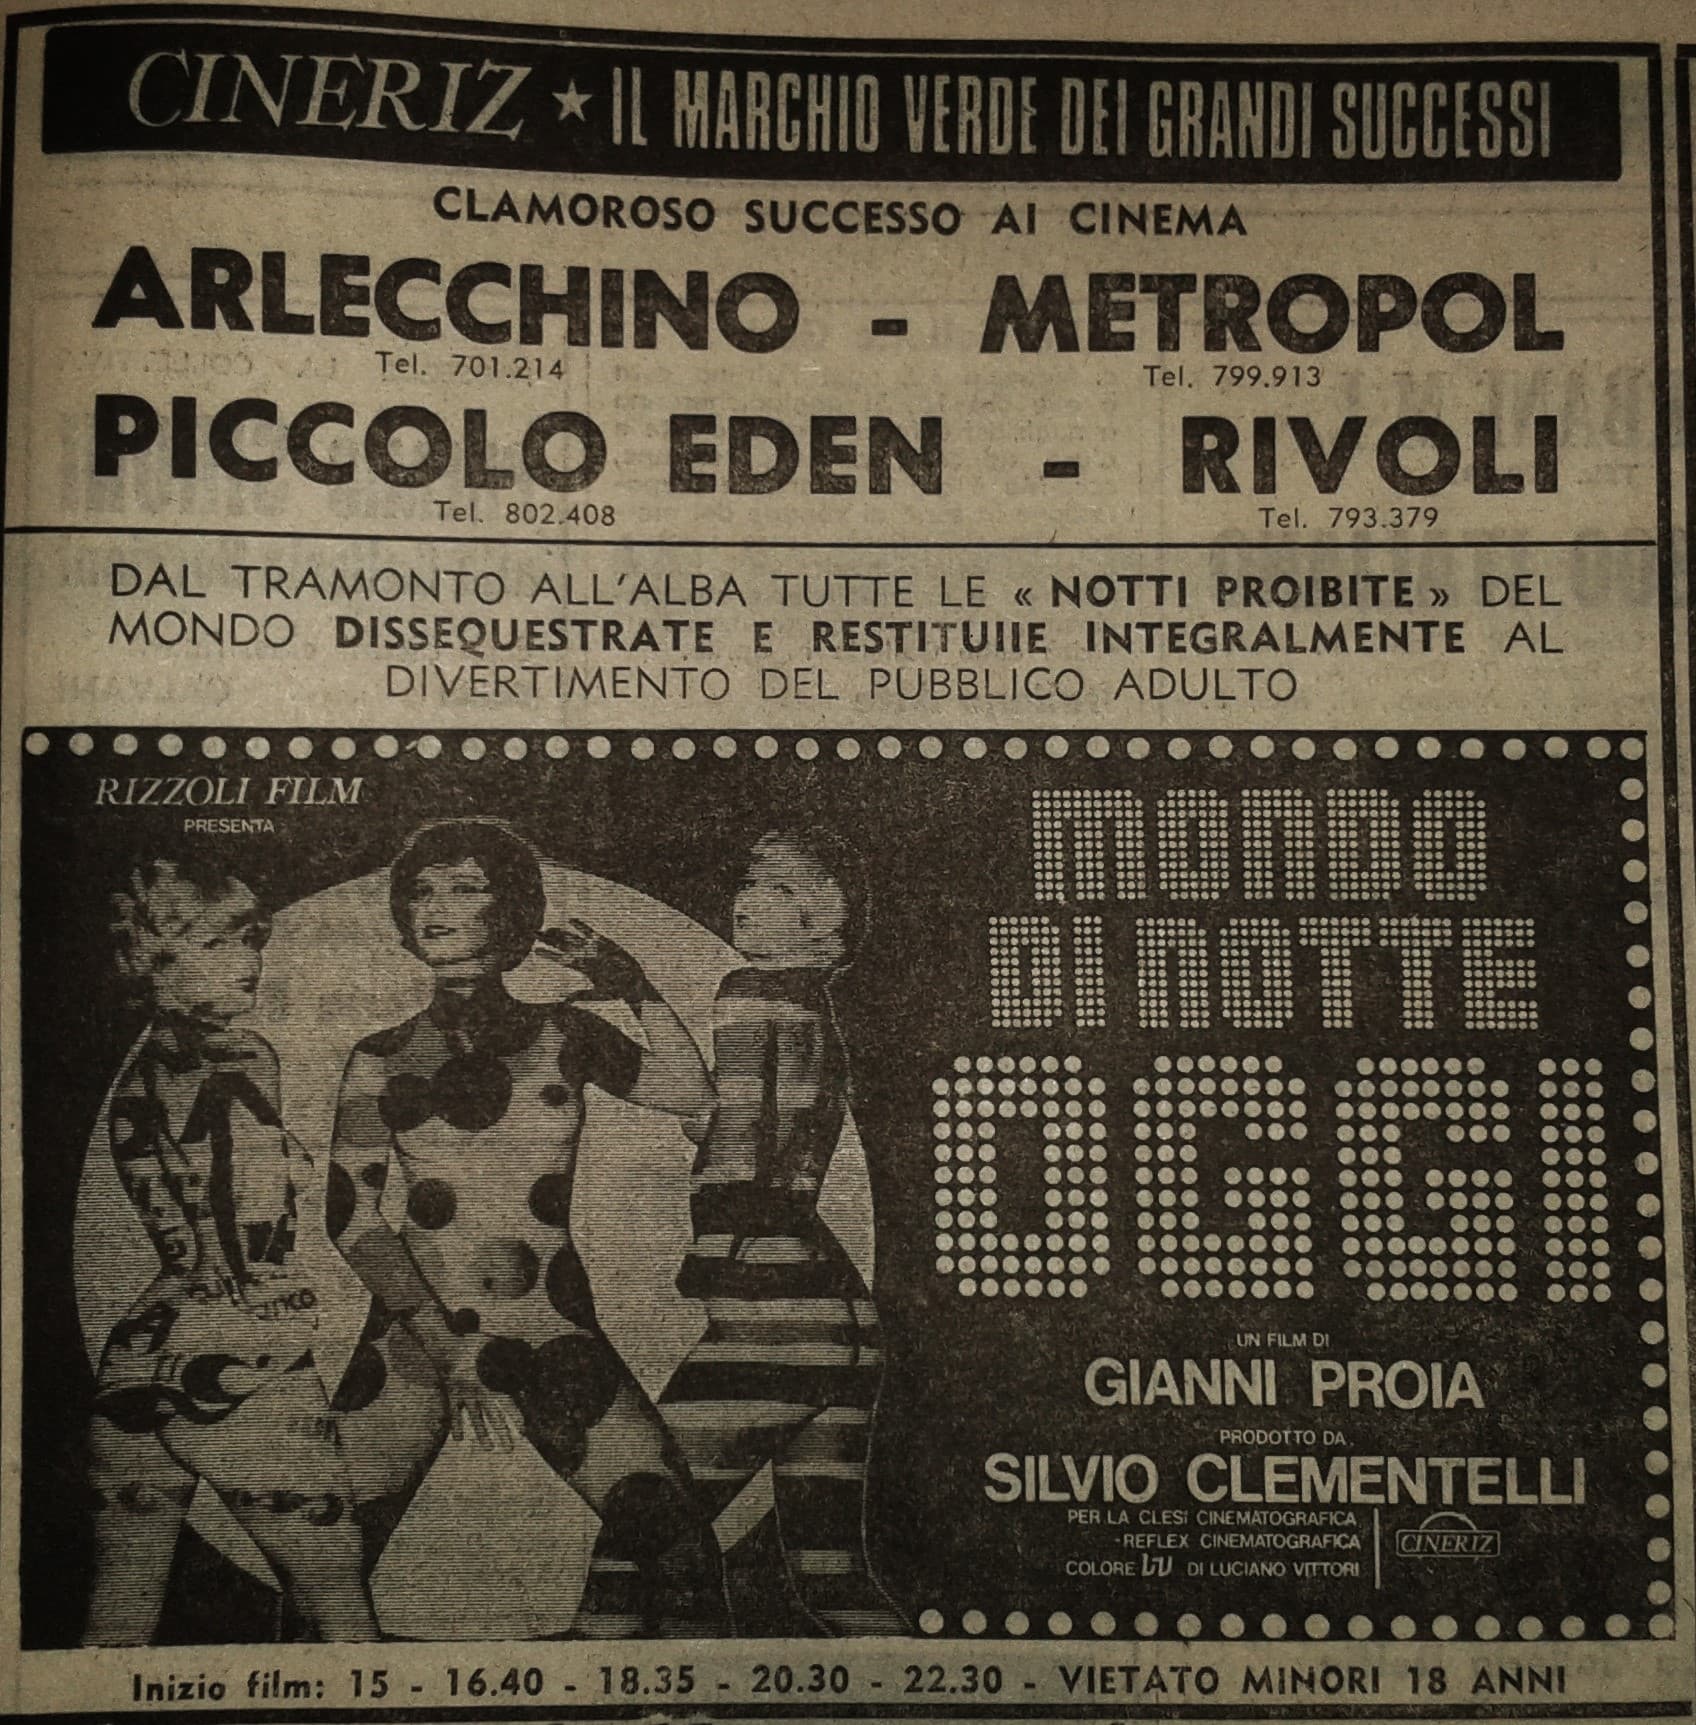 CINERIZ ★ IL MARCHIO VERDE DEI GRANDI SUCCESSI
CLAMOROSO SUCCESSO AI CINEMA
ARLECCHINO - METROPOL
Tel. 701.214 Tel. 799.913
PICCOLO EDEN - RIVOLI
Tel. 802.408 Tel. 793.379
DAL TRAMONTO ALL'ALBA TUTTE LE « NOTTI PROIBITE » DEL
MONDO DISSEQUESTRATE E RESTITUIIE INTEGRALMENTE AL
DIVERTIMENTO DEL PUBBLICO ADULTO
RIZZOLI FILM
PRESENTA
MONDO
DI NOTTE
OGGI
UN FILM DI
GIANNI PROIA
PRODOTTO DA
SILVIO CLEMENTELLI
PER LA CLESI CINEMATOGRAFICA
-REFLEX CINEMATOGRAFICA
COLORE LV DI LUCIANO VITTORI
CINERIZ
Inizio film: 15 - 16.40 - 18.35 - 20.30 - 22.30 - VIETATO MINORI 18 ANNI